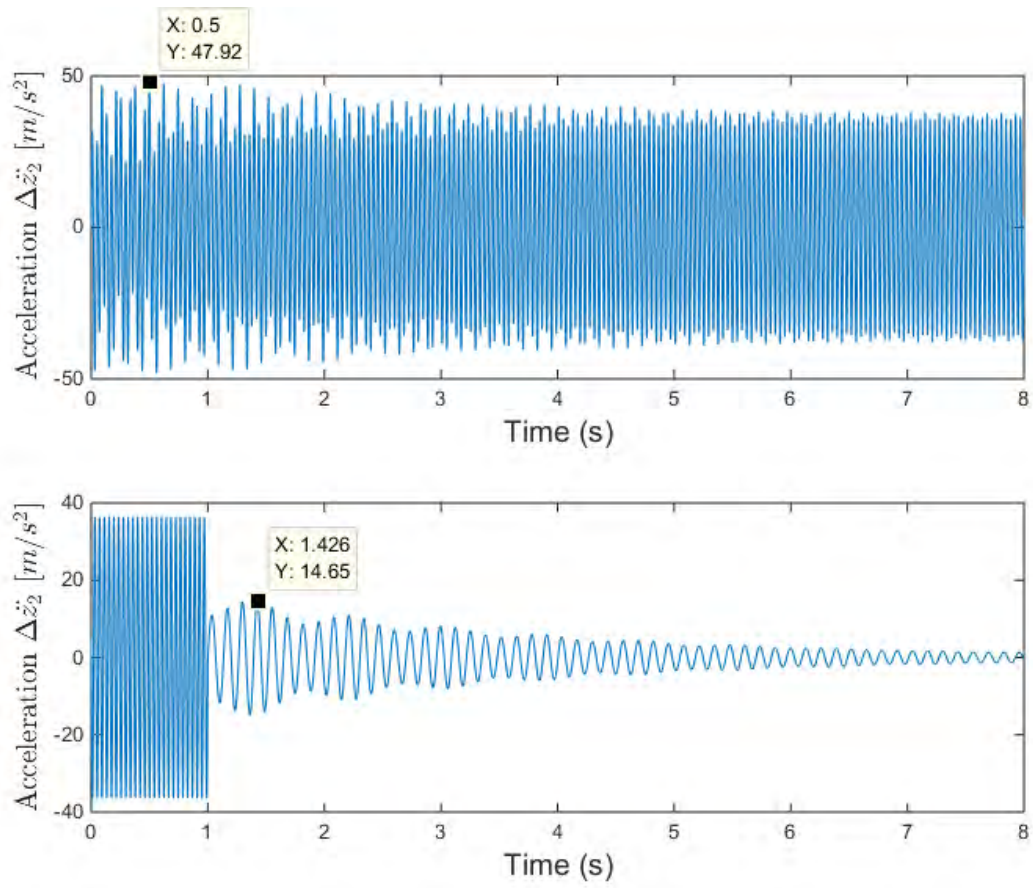 X: 0.5
Y: 47.92
Acceleration Δz̈₂ [m/s²]
50
0
-50
0 1 2 3 4 5 6 7 8
Time (s)
X: 1.426
Y: 14.65
Acceleration Δz̈₂ [m/s²]
40
20
0
-20
-40
0 1 2 3 4 5 6 7 8
Time (s)